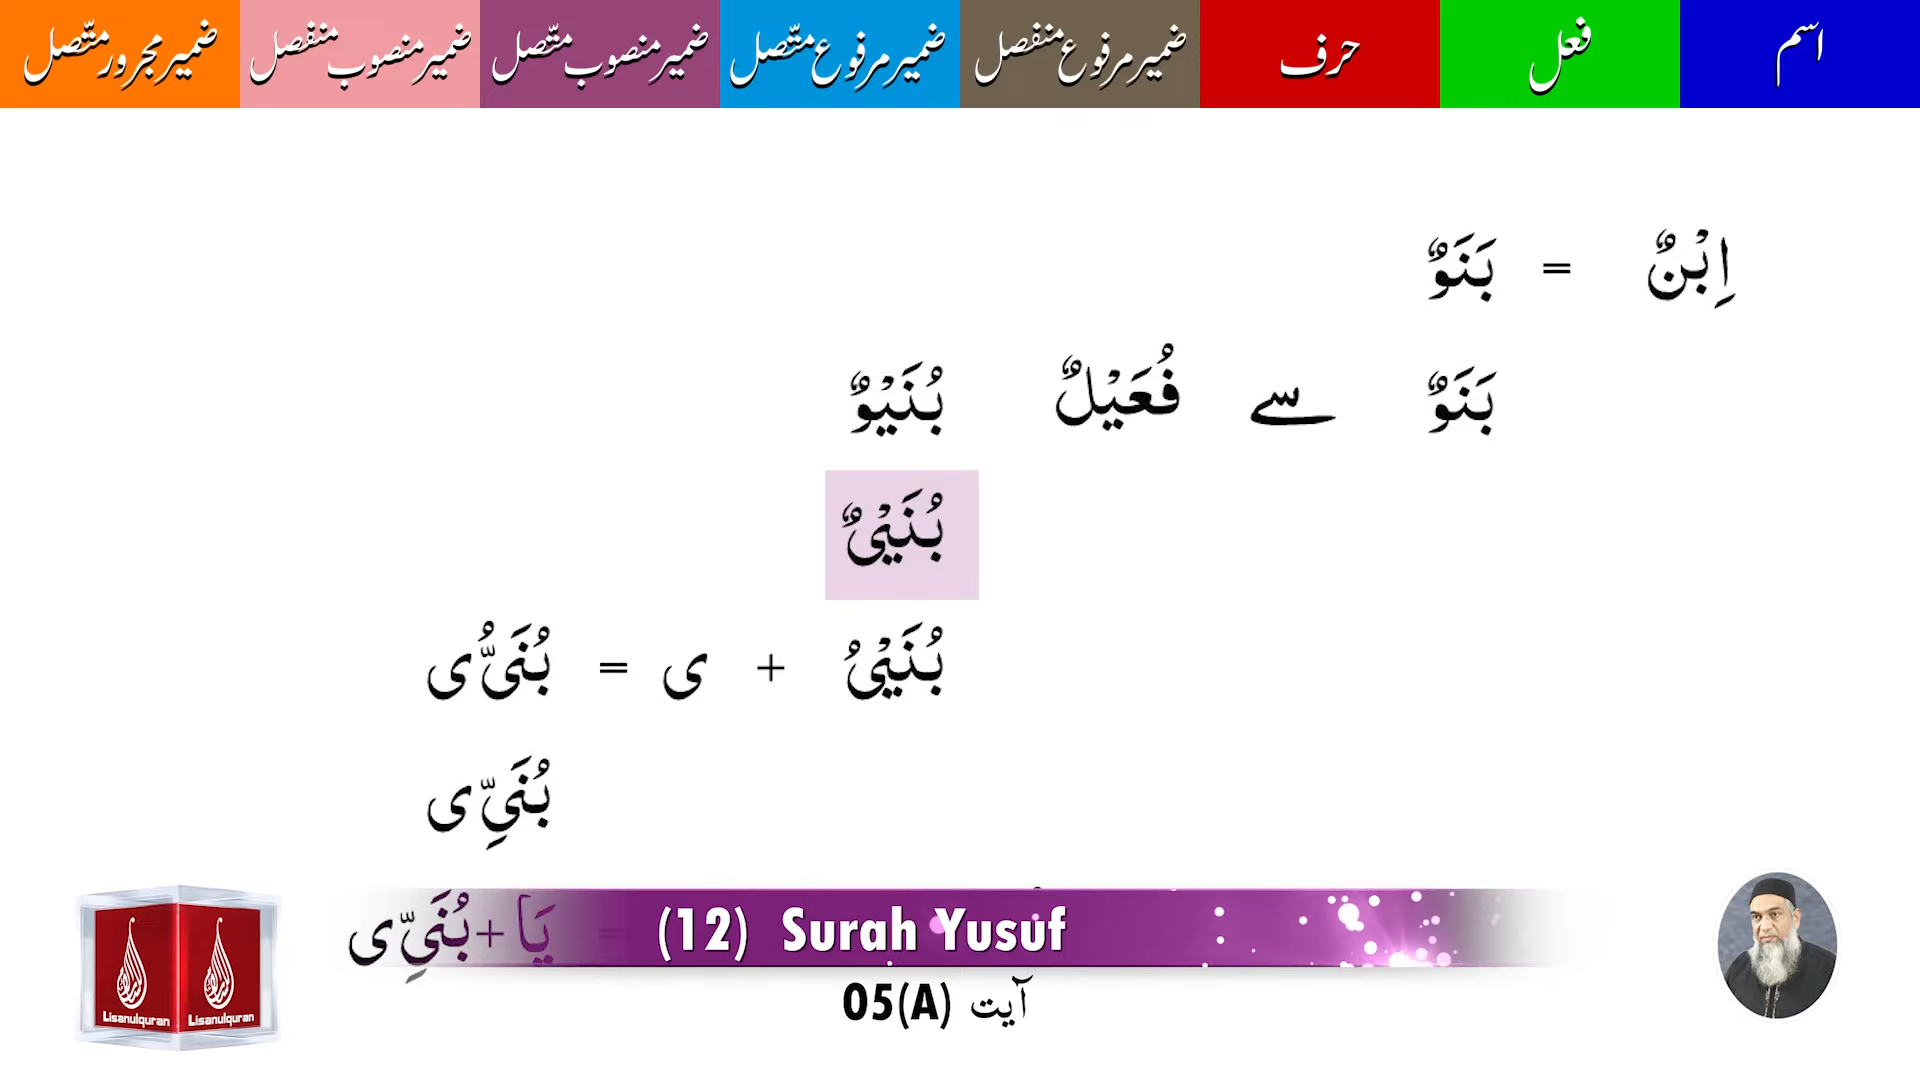 اسم فعل حرف ضمیر مرفوع منفصل ضمیر مرفوع متّصل ضمیر منصوب متّصل ضمیر منصوب منفصل ضمیر مجرور متّصل
اِبْنٌ = بَنَوٌ
بَنَوٌ سے فُعَيْلٌ بُنَيْوٌ
بُنَيْیٌ
بُنَيْیُ + ی = بُنَیُّ ی
بُنَیِّ ی
يَا + بُنَیِّ ی
(12) Surah Yusuf
آیت 05(A)
Lisanulquran Lisanulquran